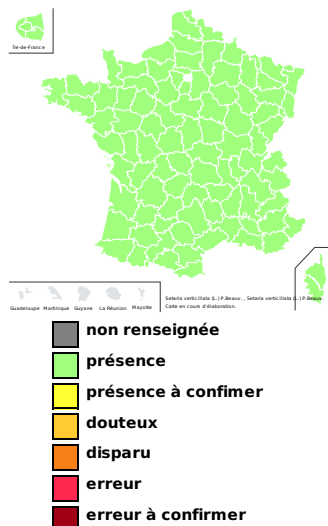 Île-de-France
Guadeloupe Martinique Guyane La Réunion Mayotte
Setaria verticillata (L.) P.Beauv. , Setaria verticillata (L.) P.Beauv.
Carte en cours d'élaboration.
non renseignée
présence
présence à confimer
douteux
disparu
erreur
erreur à confirmer